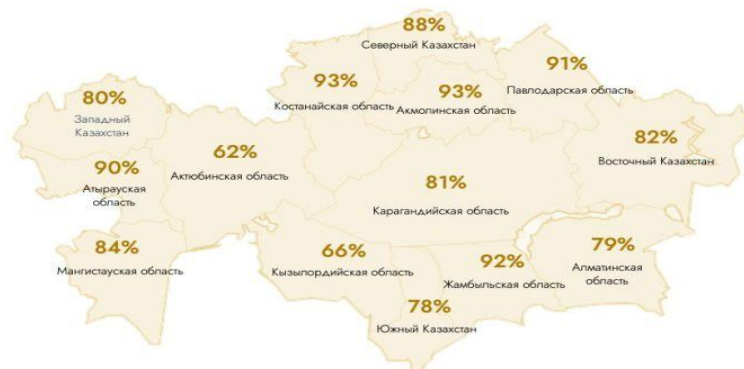 88%
Северный Казахстан
93%
Костанайская область
93%
Акмолинская область
91%
Павлодарская область
80%
Западный
Казахстан
62%
Актюбинская область
82%
Восточный Казахстан
90%
Атырауская
область
81%
Карагандийская область
84%
Мангистауская область
66%
Кызылордийская область
92%
Жамбыльская область
79%
Алматинская
область
78%
Южный Казахстан